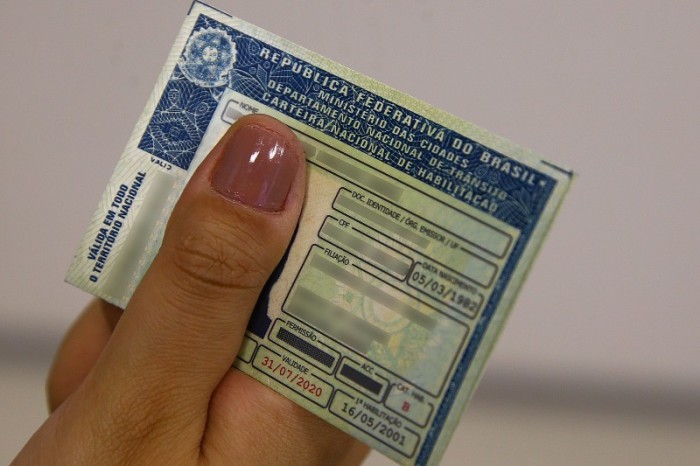 REPÚBLICA FEDERATIVA DO BRASIL
MINISTÉRIO DAS CIDADES
DEPARTAMENTO NACIONAL DE TRÂNSITO
CARTEIRA NACIONAL DE HABILITAÇÃO
NOME
VALID
VÁLIDA EM TODO
O TERRITÓRIO NACIONAL
DOC. IDENTIDADE / ÓRG. EMISSOR / UF
CPF
DATA NASCIMENTO
05/03/1982
FILIAÇÃO
PERMISSÃO
ACC
CAT. HAB.
B
VALIDADE
31/07/2020
1ª HABILITAÇÃO
16/05/2001